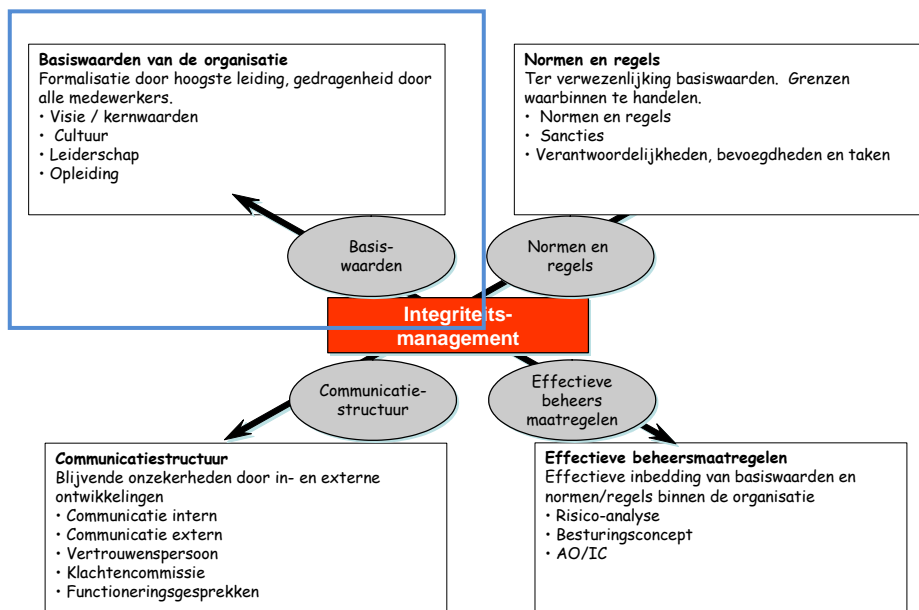 Basiswaarden van de organisatie
Formalisatie door hoogste leiding, gedragenheid door
alle medewerkers.
• Visie / kernwaarden
• Cultuur
• Leiderschap
• Opleiding
Normen en regels
Ter verwezenlijking basiswaarden. Grenzen
waarbinnen te handelen.
• Normen en regels
• Sancties
• Verantwoordelijkheden, bevoegdheden en taken
Basis-
waarden
Normen en
regels
Integriteits-
management
Communicatie-
structuur
Effectieve
beheers
maatregelen
Communicatiestructuur
Blijvende onzekerheden door in- en externe
ontwikkelingen
• Communicatie intern
• Communicatie extern
• Vertrouwenspersoon
• Klachtencommissie
• Functioneringsgesprekken
Effectieve beheersmaatregelen
Effectieve inbedding van basiswaarden en
normen/regels binnen de organisatie
• Risico-analyse
• Besturingsconcept
• AO/IC